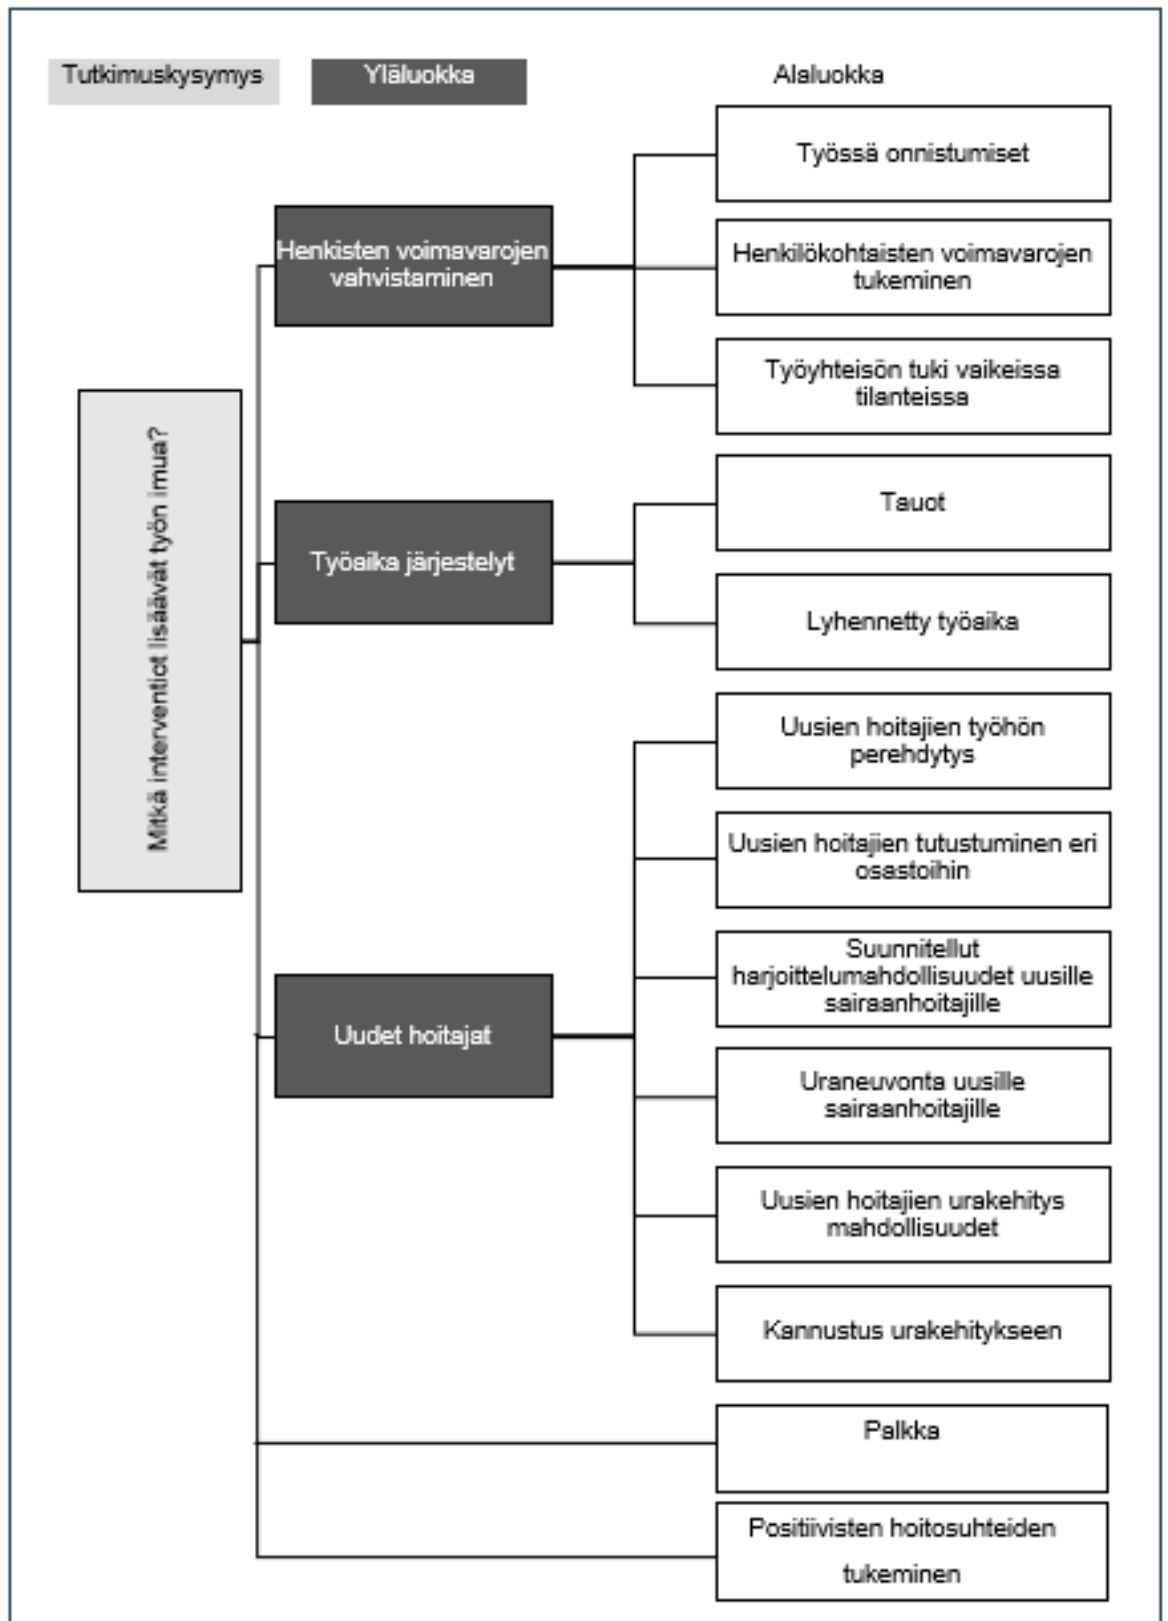 Tutkimuskysymys
Yläluokka
Alaluokka
Mitkä interventiot lisäävät työn imua?
Henkisten voimavarojen
vahvistaminen
Työssä onnistumiset
Henkilökohtaisten voimavarojen
tukeminen
Työyhteisön tuki vaikeissa
tilanteissa
Työaika järjestelyt
Tauot
Lyhennetty työaika
Uudet hoitajat
Uusien hoitajien työhön
perehdytys
Uusien hoitajien tutustuminen eri
osastoihin
Suunnitellut
harjoittelumahdollisuudet uusille
sairaanhoitajille
Uraneuvonta uusille
sairaanhoitajille
Uusien hoitajien urakehitys
mahdollisuudet
Kannustus urakehitykseen
Palkka
Positiivisten hoitosuhteiden
tukeminen